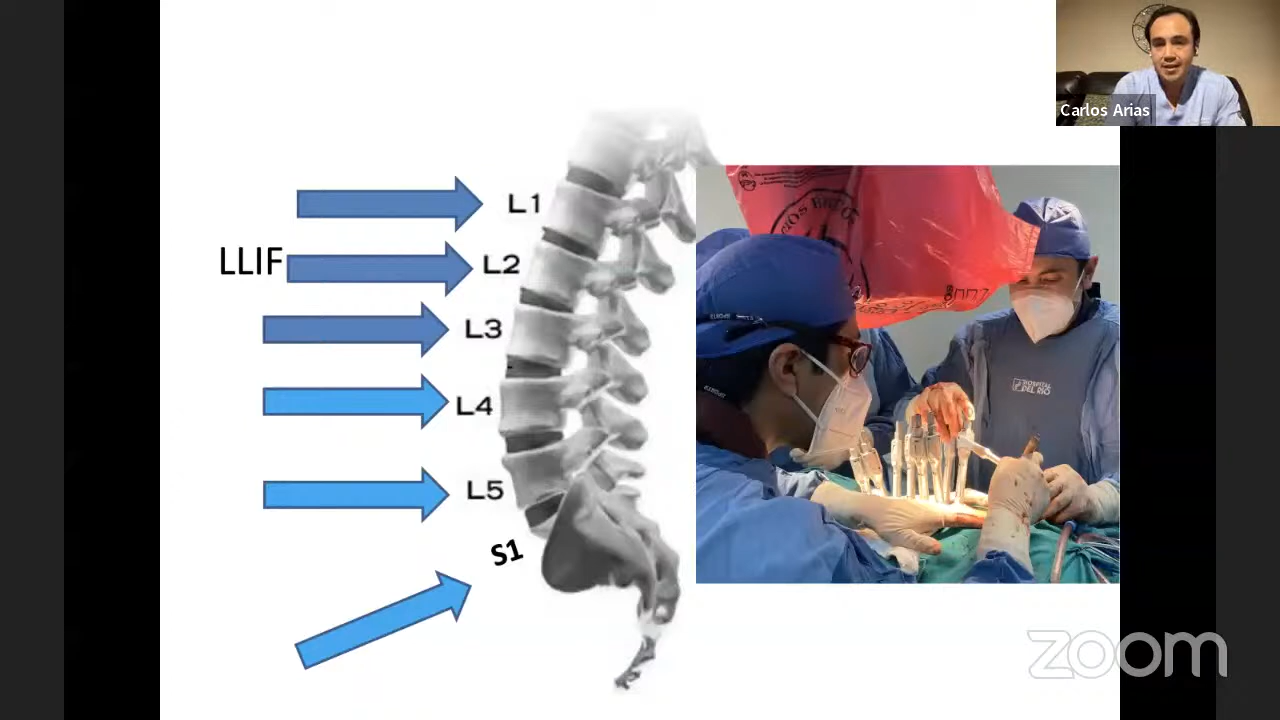 Carlos Arias
L1
LLIF
L2
L3
L4
L5
S1
HOSPITAL
DEL RIO
zoom